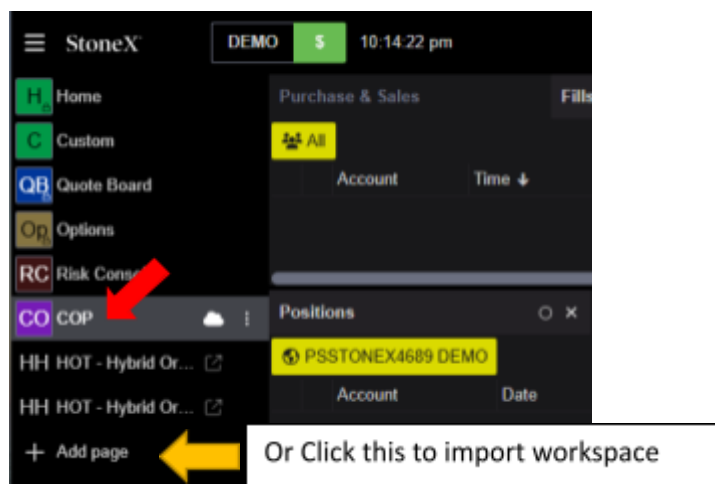 StoneX DEMO $ 10:14:22 pm
H Home
C Custom
QB Quote Board
Op Options
RC Risk Conso
CO COP
HH HOT - Hybrid Or...
HH HOT - Hybrid Or...
+ Add page
Purchase & Sales Fills
All
Account Time
Positions
PSSTONEX4689 DEMO
Account Date
Or Click this to import workspace